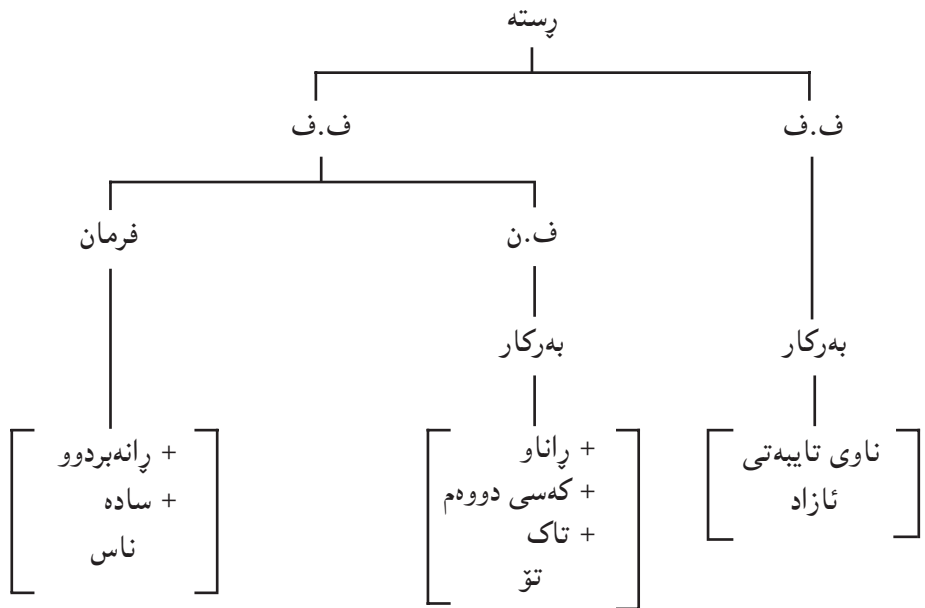 ڕستە
ف.ف
ف.ف
ف.ن
فرمان
بەرکار
بەرکار
ناوی تایبەتی
ئازاد
+ ڕاناو
+ کەسی دووەم
+ تاک
تۆ
+ ڕانەبردوو
+ سادە
ناس